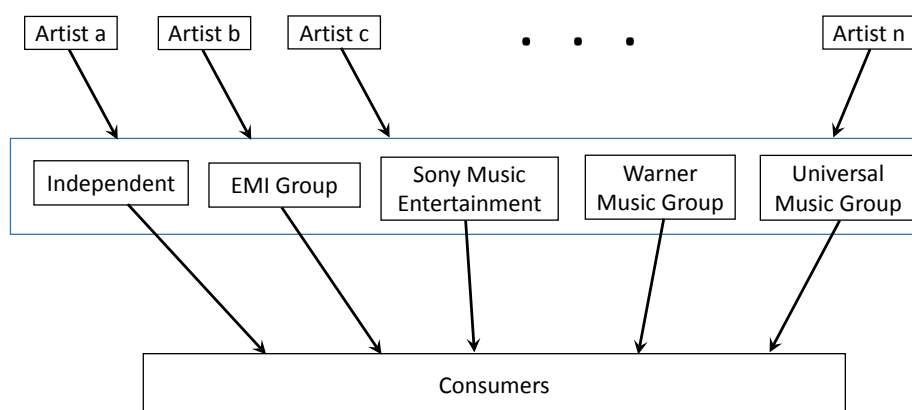 Artist a
Artist b
Artist c
. . .
Artist n
Independent
EMI Group
Sony Music
Entertainment
Warner
Music Group
Universal
Music Group
Consumers